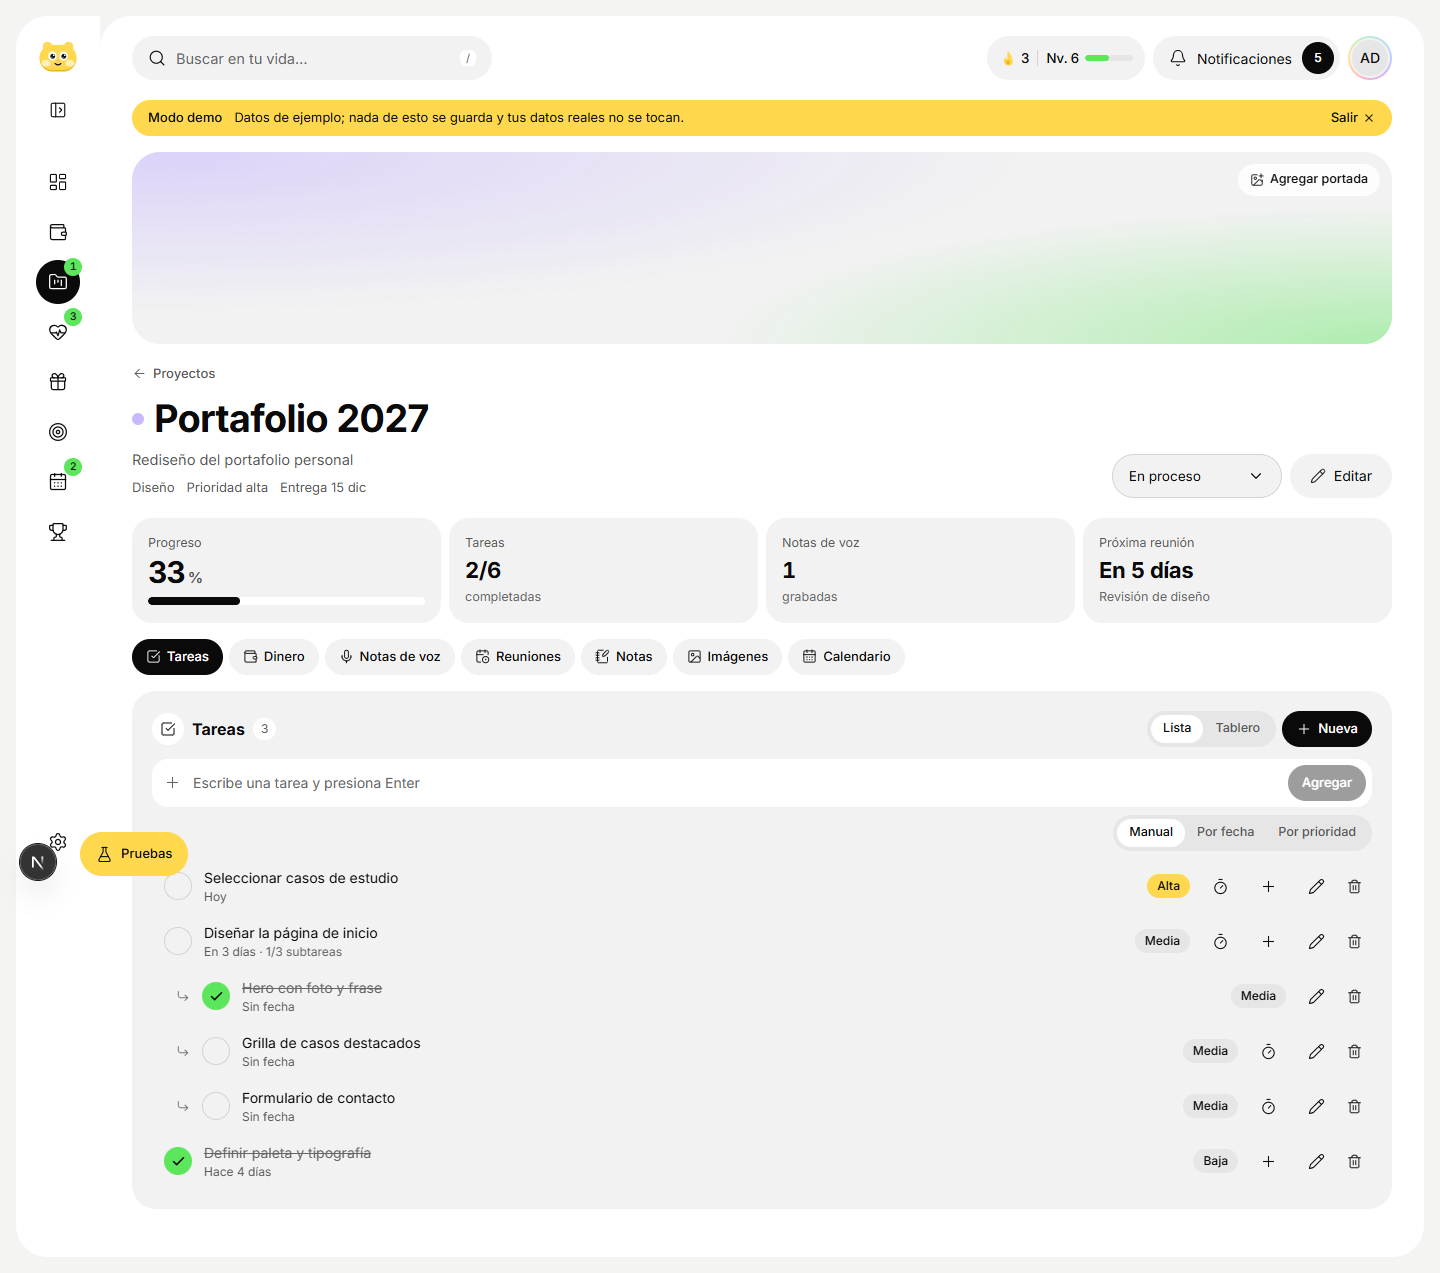 Buscar en tu vida...
/
3
Nv. 6
Notificaciones
5
AD
Modo demo Datos de ejemplo; nada de esto se guarda y tus datos reales no se tocan.
Salir
Agregar portada
1
3
2
Proyectos
Portafolio 2027
Rediseño del portafolio personal
Diseño Prioridad alta Entrega 15 dic
En proceso
Editar
Progreso
33 %
Tareas
2/6
completadas
Notas de voz
1
grabadas
Próxima reunión
En 5 días
Revisión de diseño
Tareas
Dinero
Notas de voz
Reuniones
Notas
Imágenes
Calendario
Tareas 3
Lista
Tablero
Nueva
Escribe una tarea y presiona Enter
Agregar
Manual
Por fecha
Por prioridad
N
Pruebas
Seleccionar casos de estudio
Hoy
Alta
Diseñar la página de inicio
En 3 días · 1/3 subtareas
Media
Hero con foto y frase
Sin fecha
Media
Grilla de casos destacados
Sin fecha
Media
Formulario de contacto
Sin fecha
Media
Definir paleta y tipografía
Hace 4 días
Baja